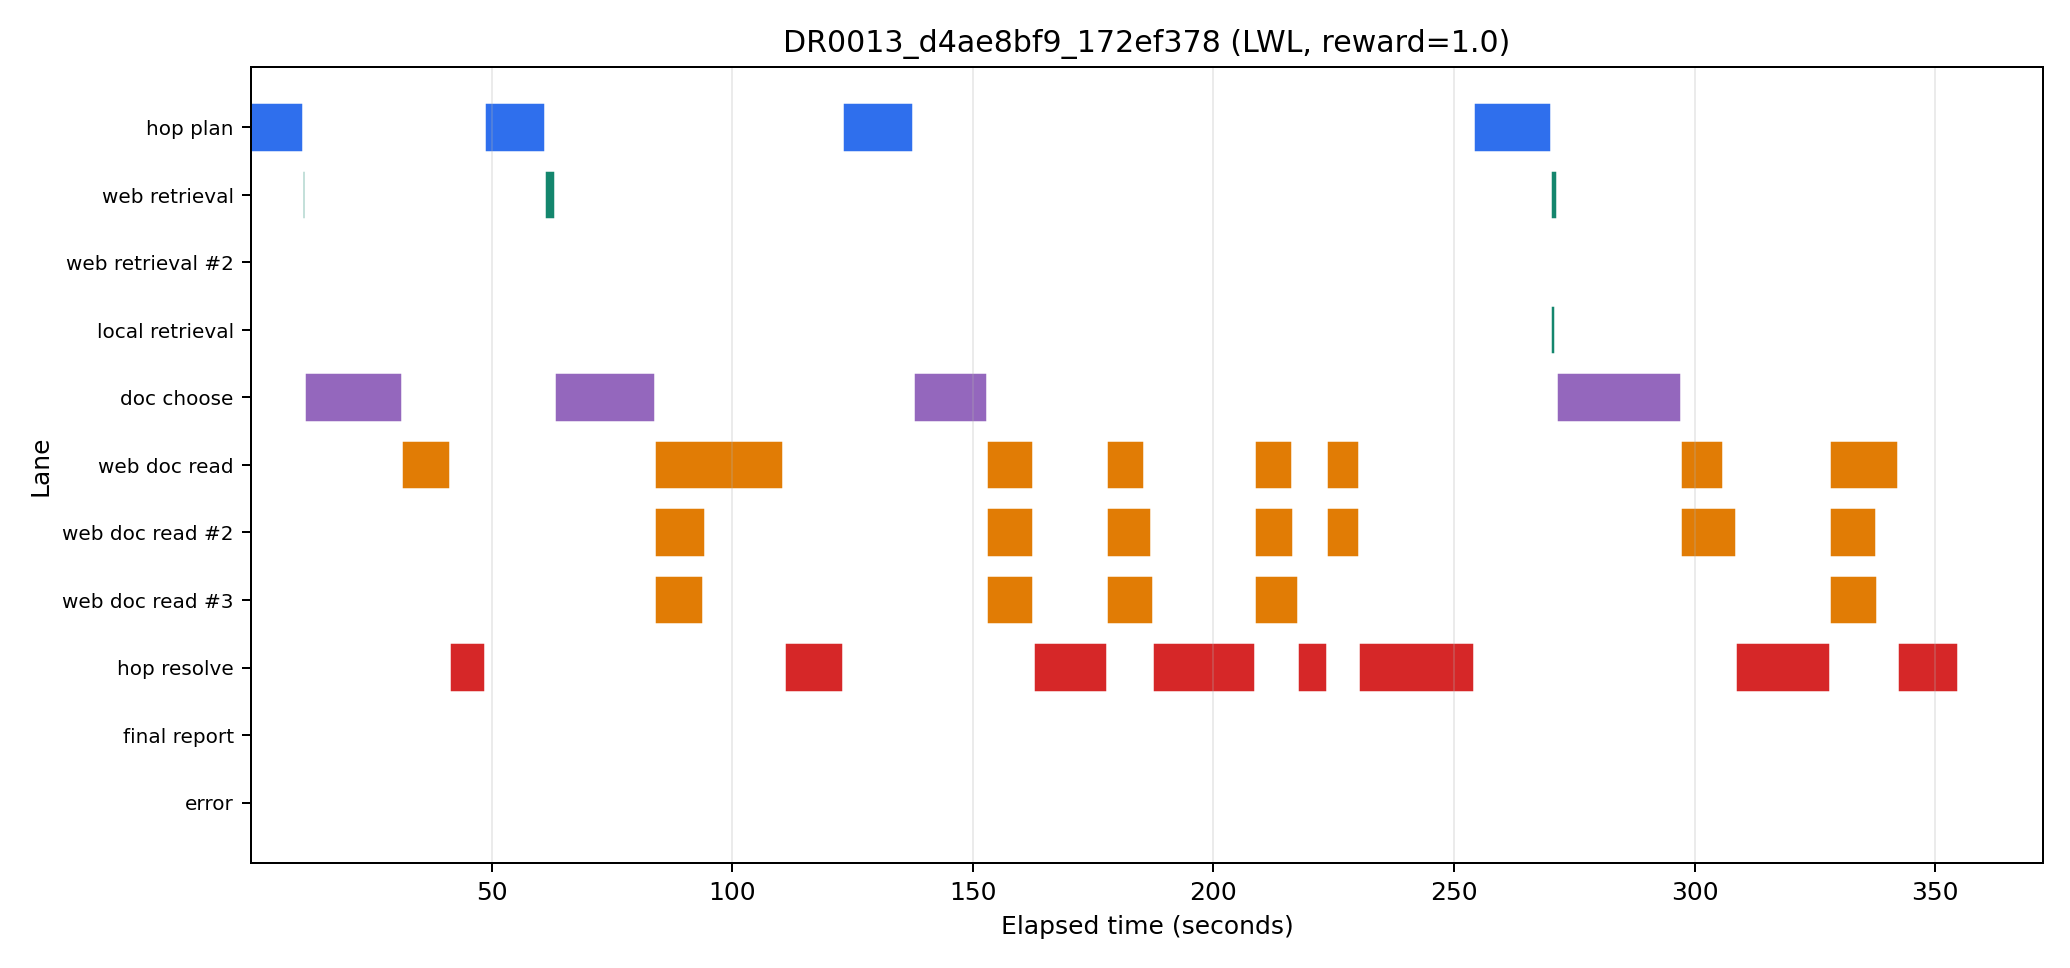 DR0013_d4ae8bf9_172ef378 (LWL, reward=1.0)
hop plan
web retrieval
web retrieval #2
local retrieval
doc choose
web doc read
web doc read #2
web doc read #3
hop resolve
final report
error
Lane
50 100 150 200 250 300 350
Elapsed time (seconds)